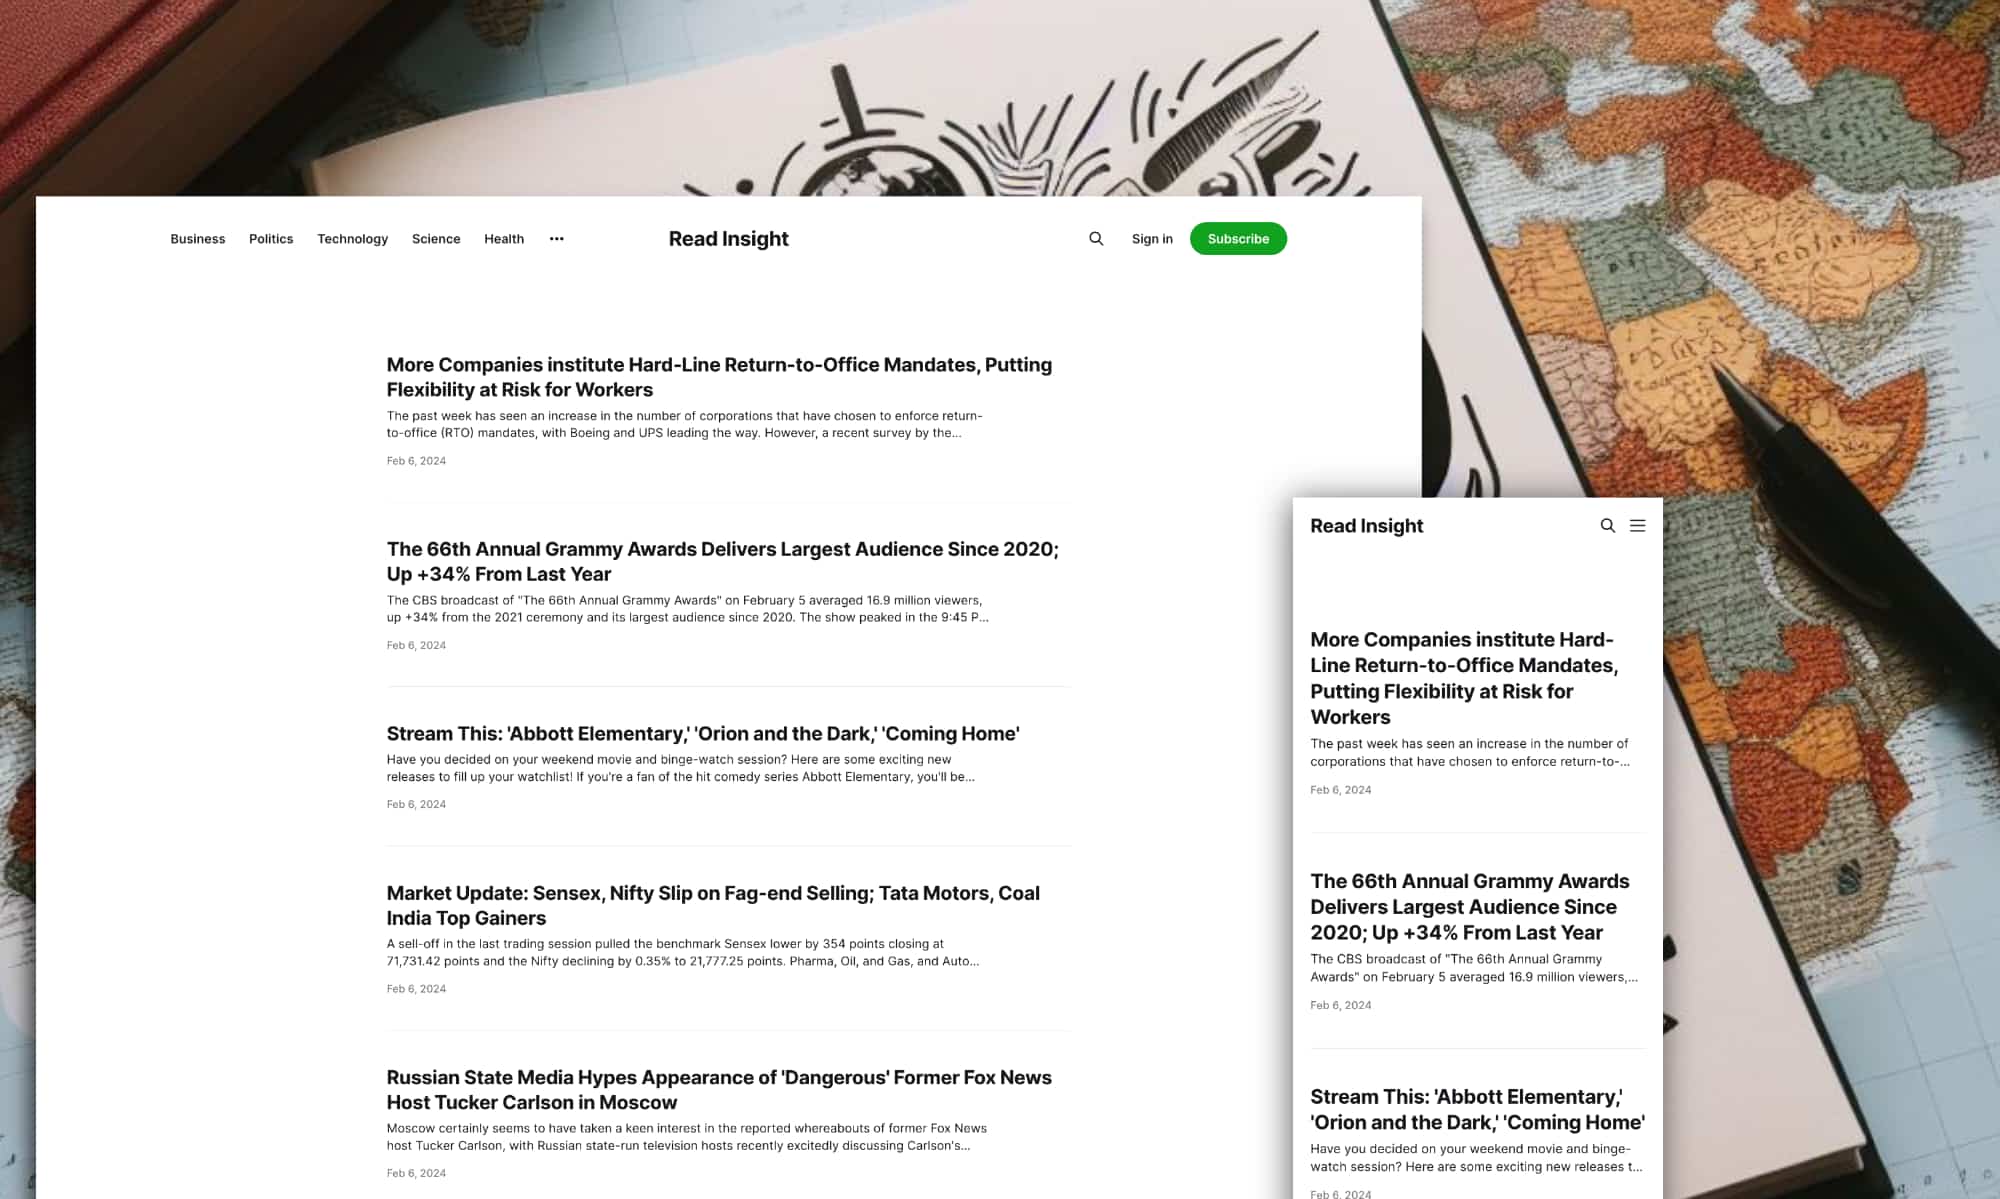 Business Politics Technology Science Health ••• Read Insight Sign in Subscribe
More Companies institute Hard-Line Return-to-Office Mandates, Putting
Flexibility at Risk for Workers
The past week has seen an increase in the number of corporations that have chosen to enforce return-
to-office (RTO) mandates, with Boeing and UPS leading the way. However, a recent survey by the...
Feb 6, 2024
The 66th Annual Grammy Awards Delivers Largest Audience Since 2020;
Up +34% From Last Year
The CBS broadcast of "The 66th Annual Grammy Awards" on February 5 averaged 16.9 million viewers,
up +34% from the 2021 ceremony and its largest audience since 2020. The show peaked in the 9:45 P...
Feb 6, 2024
Stream This: 'Abbott Elementary,' 'Orion and the Dark,' 'Coming Home'
Have you decided on your weekend movie and binge-watch session? Here are some exciting new
releases to fill up your watchlist! If you're a fan of the hit comedy series Abbott Elementary, you'll be...
Feb 6, 2024
Market Update: Sensex, Nifty Slip on Fag-end Selling; Tata Motors, Coal
India Top Gainers
A sell-off in the last trading session pulled the benchmark Sensex lower by 354 points closing at
71,731.42 points and the Nifty declining by 0.35% to 21,777.25 points. Pharma, Oil, and Gas, and Auto...
Feb 6, 2024
Russian State Media Hypes Appearance of 'Dangerous' Former Fox News
Host Tucker Carlson in Moscow
Moscow certainly seems to have taken a keen interest in the reported whereabouts of former Fox News
host Tucker Carlson, with Russian state-run television hosts recently excitedly discussing Carlson's...
Feb 6, 2024
Read Insight
More Companies institute Hard-
Line Return-to-Office Mandates,
Putting Flexibility at Risk for
Workers
The past week has seen an increase in the number of
corporations that have chosen to enforce return-to-...
Feb 6, 2024
The 66th Annual Grammy Awards
Delivers Largest Audience Since
2020; Up +34% From Last Year
The CBS broadcast of "The 66th Annual Grammy
Awards" on February 5 averaged 16.9 million viewers,...
Feb 6, 2024
Stream This: 'Abbott Elementary,'
'Orion and the Dark,' 'Coming Home'
Have you decided on your weekend movie and binge-
watch session? Here are some exciting new releases t...
Feb 6, 2024